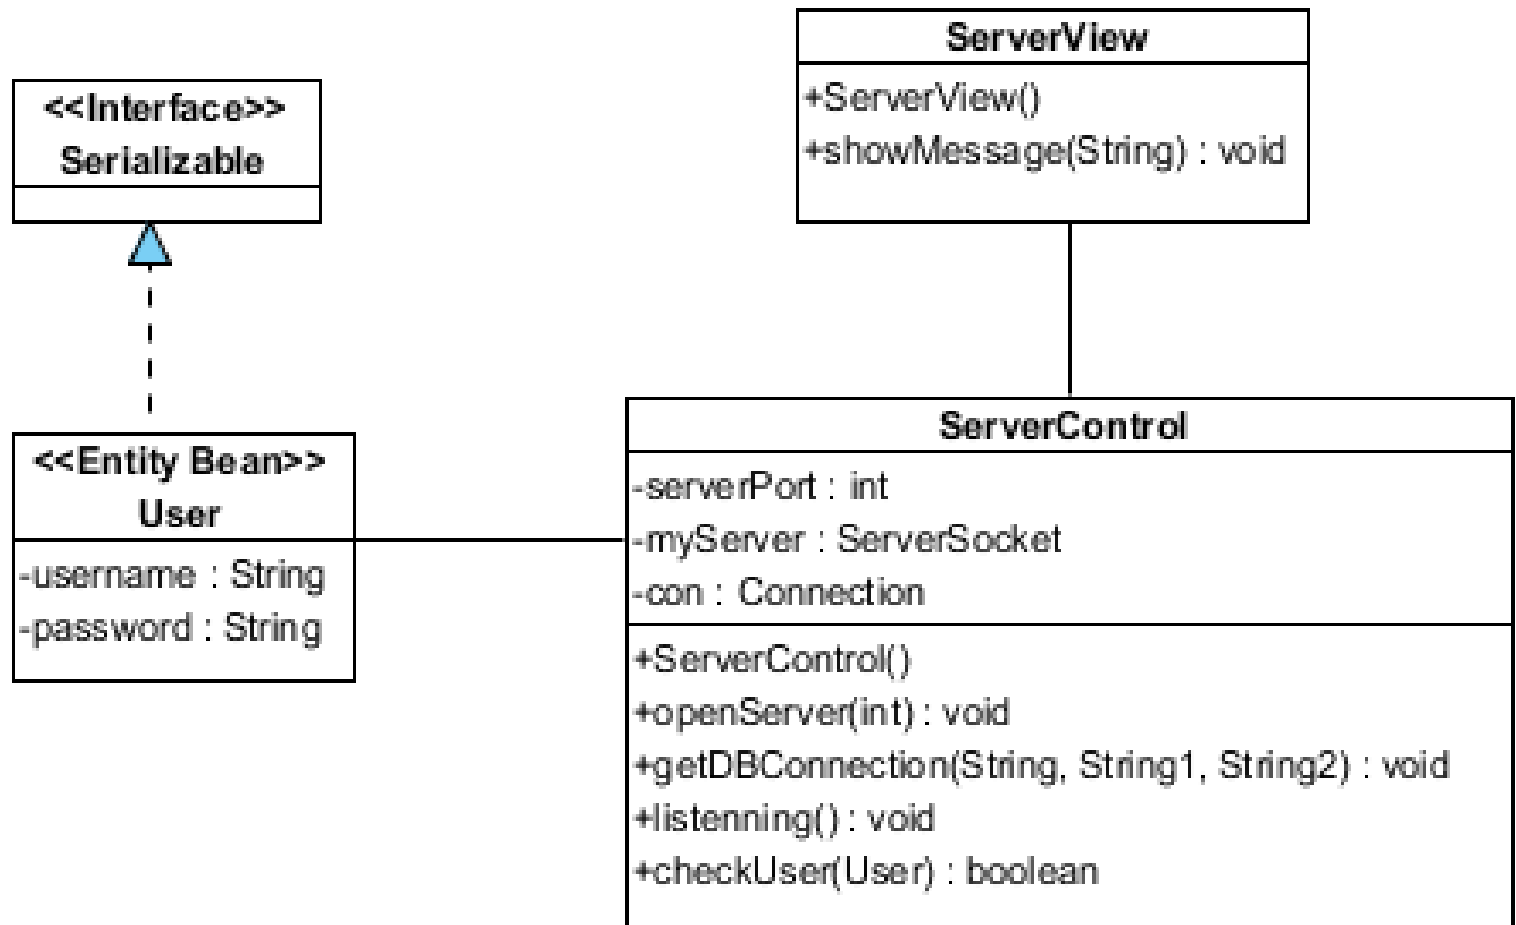 ServerView
+ServerView()
+showMessage(String) : void
<<Interface>>
Serializable
<<Entity Bean>>
User
-username : String
-password : String
ServerControl
-serverPort : int
-myServer : ServerSocket
-con : Connection
+ServerControl()
+openServer(int) : void
+getDBConnection(String, String1, String2) : void
+listenning() : void
+checkUser(User) : boolean